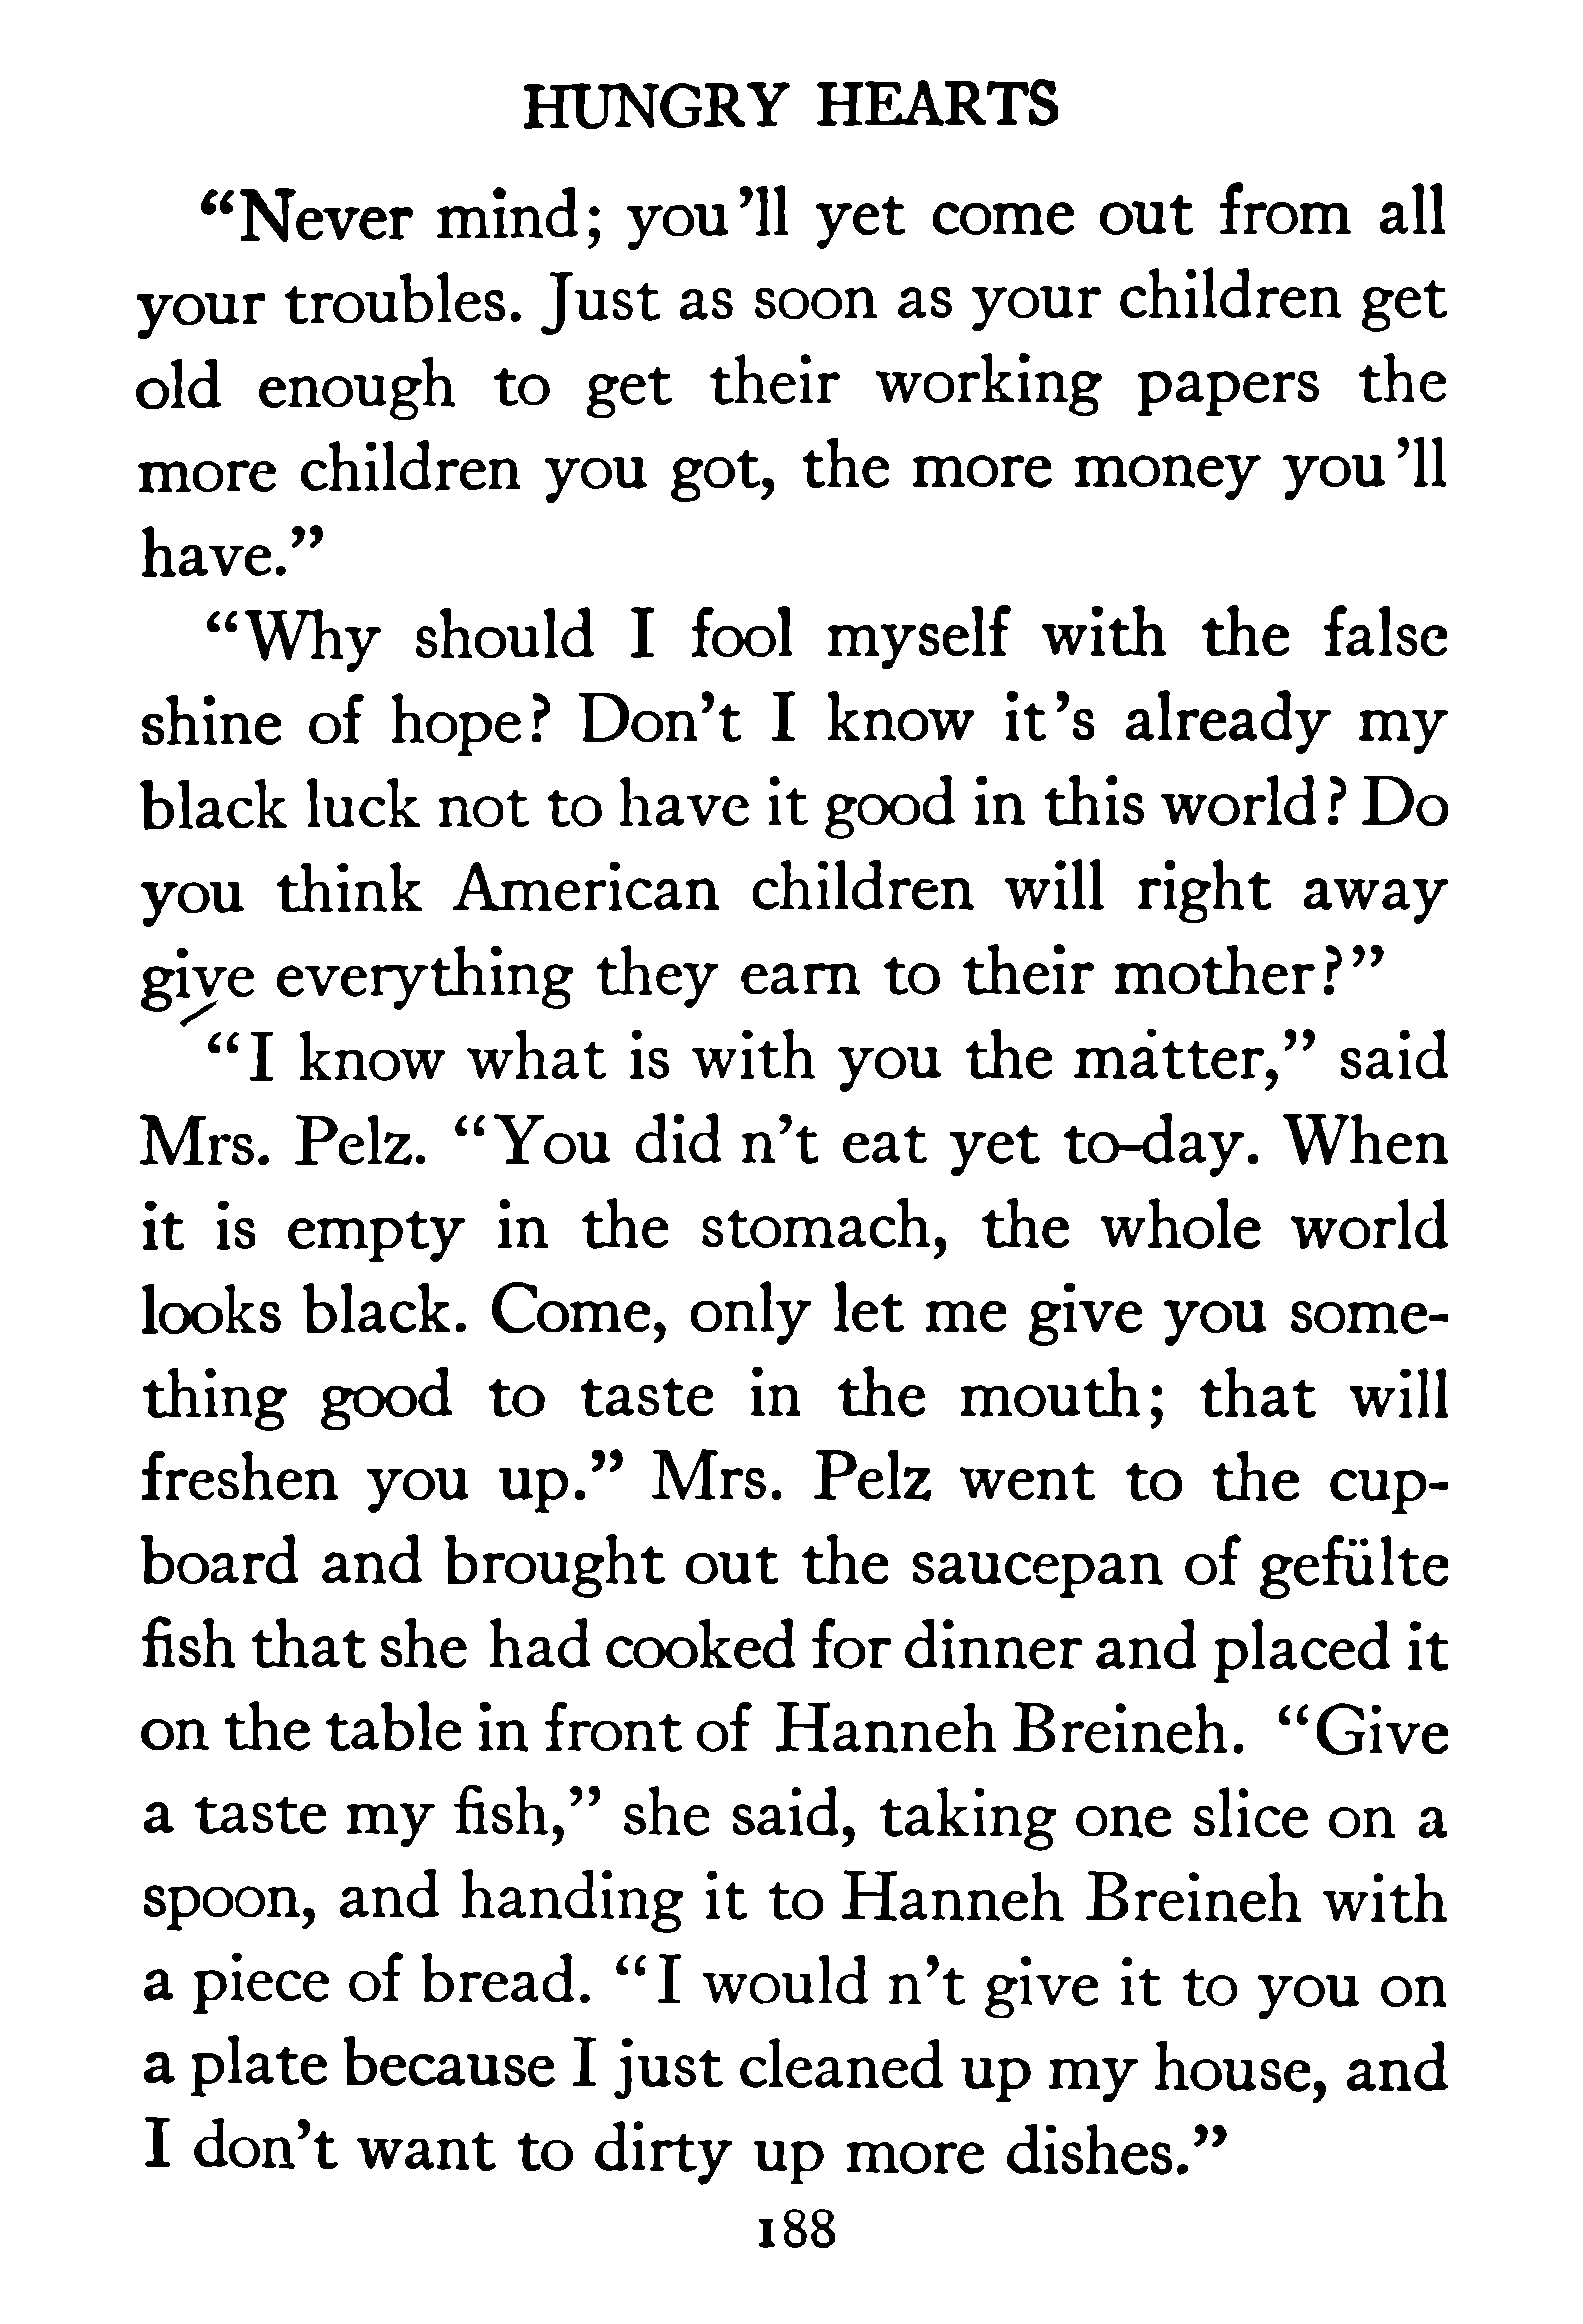 HUNGRY HEARTS
“Never mind; you’ll yet come out from all
your troubles. Just as soon as your children get
old enough to get their working papers the
more children you got, the more money you’ll
have.”
“Why should I fool myself with the false
shine of hope? Don’t I know it’s already my
black luck not to have it good in this world? Do
you think American children will right away
give everything they earn to their mother?”
“I know what is with you the matter,” said
Mrs. Pelz. “You did n’t eat yet to-day. When
it is empty in the stomach, the whole world
looks black. Come, only let me give you some-
thing good to taste in the mouth; that will
freshen you up.” Mrs. Pelz went to the cup-
board and brought out the saucepan of gefülte
fish that she had cooked for dinner and placed it
on the table in front of Hanneh Breineh. “Give
a taste my fish,” she said, taking one slice on a
spoon, and handing it to Hanneh Breineh with
a piece of bread. “I would n’t give it to you on
a plate because I just cleaned up my house, and
I don’t want to dirty up more dishes.”
188